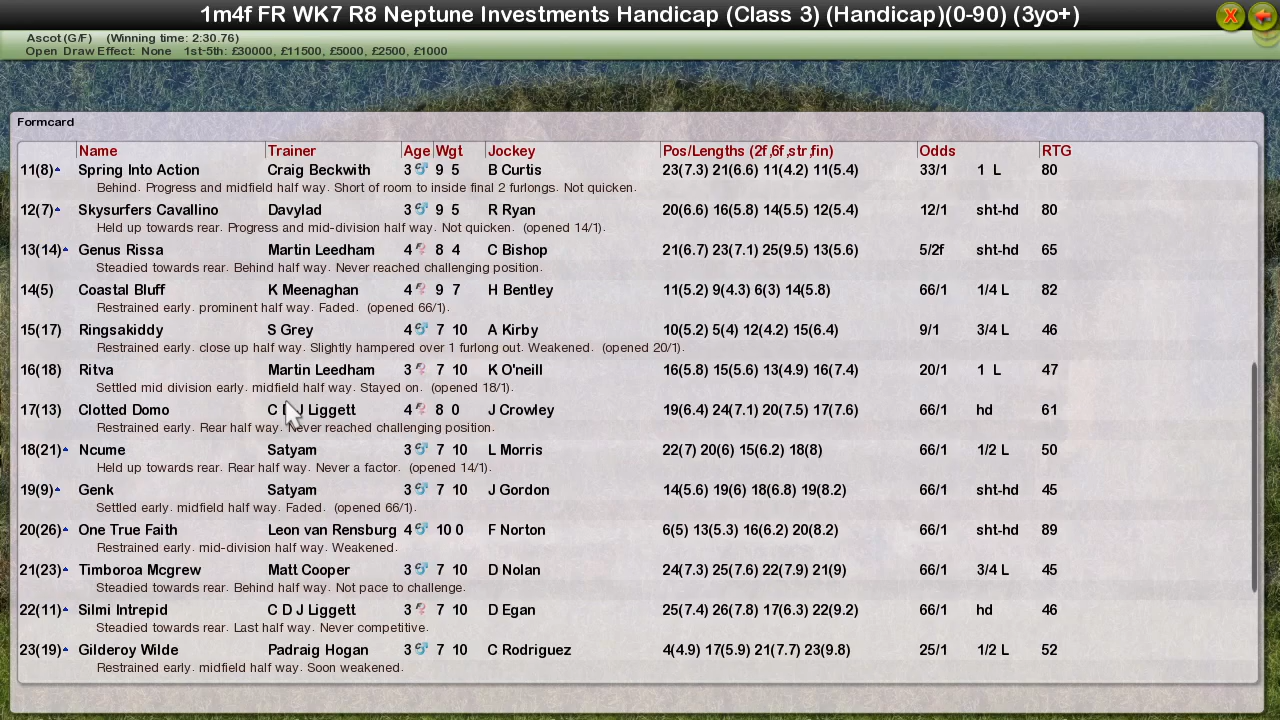 1m4f FR WK7 R8 Neptune Investments Handicap (Class 3) (Handicap)(0-90) (3yo+)
Ascot (G/F) (Winning time: 2:30.76)
Open Draw Effect: None 1st-5th: £30000, £11500, £5000, £2500, £1000
Formcard
Name Trainer Age Wgt Jockey Pos/Lengths (2f,6f,str,fin) Odds RTG
11(8) Spring Into Action Craig Beckwith 3 9 5 B Curtis 23(7.3) 21(6.6) 11(4.2) 11(5.4) 33/1 1 L 80
Behind. Progress and midfield half way. Short of room to inside final 2 furlongs. Not quicken.
12(7) Skysurfers Cavallino Davylad 3 9 5 R Ryan 20(6.6) 16(5.8) 14(5.5) 12(5.4) 12/1 sht-hd 80
Held up towards rear. Progress and mid-division half way. Not quicken. (opened 14/1).
13(14) Genus Rissa Martin Leedham 4 8 4 C Bishop 21(6.7) 23(7.1) 25(9.5) 13(5.6) 5/2f sht-hd 65
Steadied towards rear. Behind half way. Never reached challenging position.
14(5) Coastal Bluff K Meenaghan 4 9 7 H Bentley 11(5.2) 9(4.3) 6(3) 14(5.8) 66/1 1/4 L 82
Restrained early. prominent half way. Faded. (opened 66/1).
15(17) Ringsakiddy S Grey 4 7 10 A Kirby 10(5.2) 5(4) 12(4.2) 15(6.4) 9/1 3/4 L 46
Restrained early. close up half way. Slightly hampered over 1 furlong out. Weakened. (opened 20/1).
16(18) Ritva Martin Leedham 3 7 10 K O'neill 16(5.8) 15(5.6) 13(4.9) 16(7.4) 20/1 1 L 47
Settled mid division early. midfield half way. Stayed on. (opened 18/1).
17(13) Clotted Domo C D J Liggett 4 8 0 J Crowley 19(6.4) 24(7.1) 20(7.5) 17(7.6) 66/1 hd 61
Restrained early. Rear half way. Never reached challenging position.
18(21) Ncume Satyam 3 7 10 L Morris 22(7) 20(6) 15(6.2) 18(8) 66/1 1/2 L 50
Held up towards rear. Rear half way. Never a factor. (opened 14/1).
19(9) Genk Satyam 3 7 10 J Gordon 14(5.6) 19(6) 18(6.8) 19(8.2) 66/1 sht-hd 45
Settled early. midfield half way. Faded. (opened 66/1).
20(26) One True Faith Leon van Rensburg 4 10 0 F Norton 6(5) 13(5.3) 16(6.2) 20(8.2) 66/1 sht-hd 89
Restrained early. mid-division half way. Weakened.
21(23) Timboroa Mcgrew Matt Cooper 3 7 10 D Nolan 24(7.3) 25(7.6) 22(7.9) 21(9) 66/1 3/4 L 45
Steadied towards rear. Behind half way. Not pace to challenge.
22(11) Silmi Intrepid C D J Liggett 3 7 10 D Egan 25(7.4) 26(7.8) 17(6.3) 22(9.2) 66/1 hd 46
Steadied towards rear. Last half way. Never competitive.
23(19) Gilderoy Wilde Padraig Hogan 3 7 10 C Rodriguez 4(4.9) 17(5.9) 21(7.7) 23(9.8) 25/1 1/2 L 52
Restrained early. midfield half way. Soon weakened.